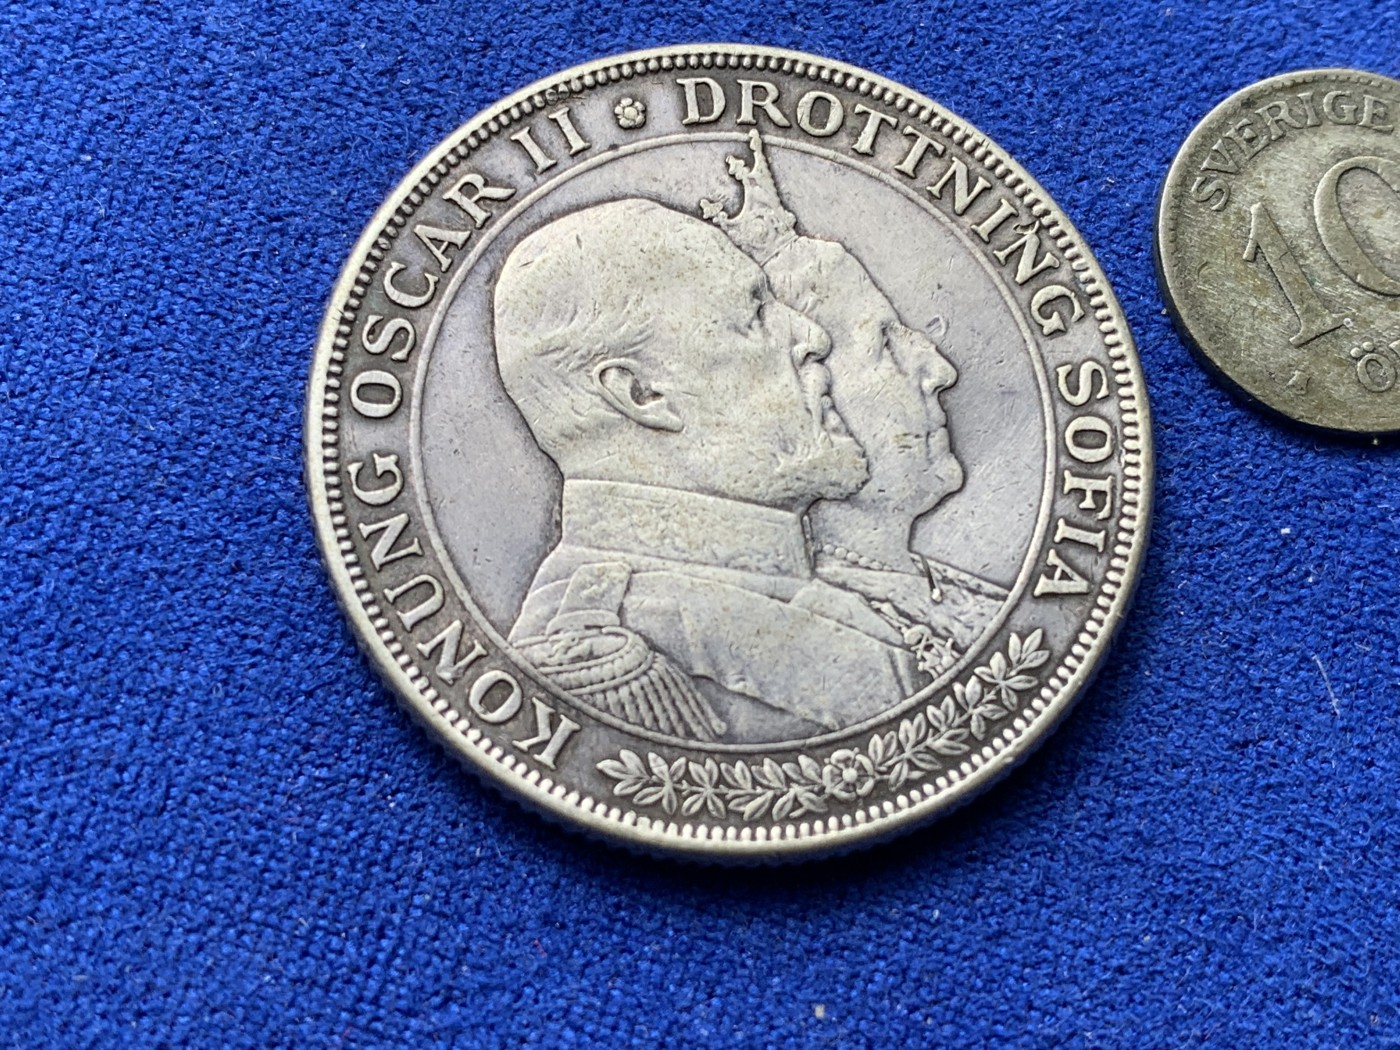 KONUNG OSCAR II DROTTNING SOFIA
SVERIGE
10